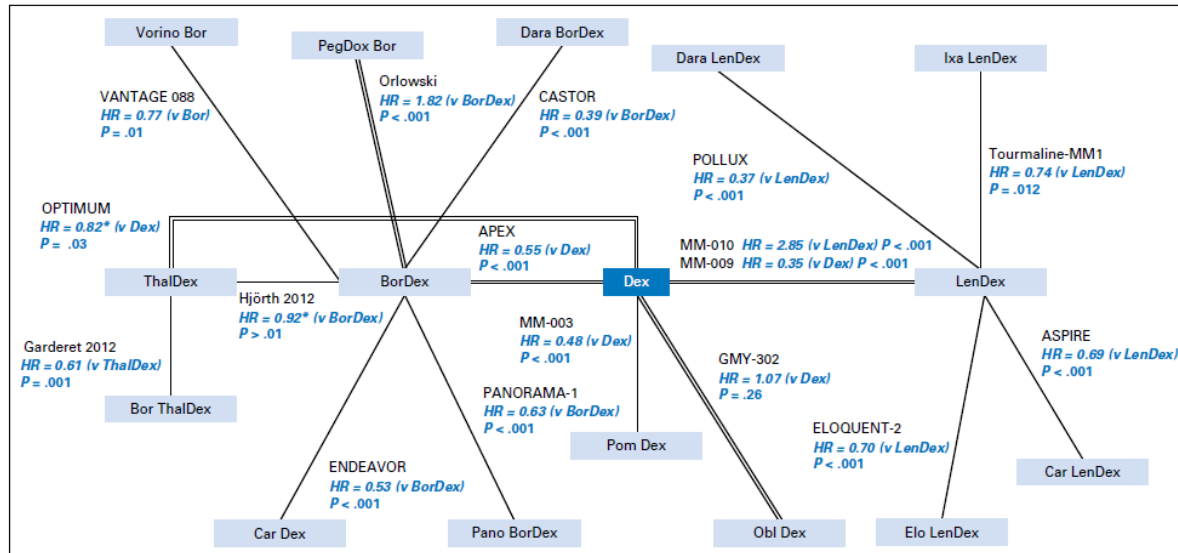 Vorino Bor
PegDox Bor
Dara BorDex
Dara LenDex
Ixa LenDex
VANTAGE 088
HR = 0.77 (v Bor)
P = .01
Orlowski
HR = 1.82 (v BorDex)
P < .001
CASTOR
HR = 0.39 (v BorDex)
P < .001
POLLUX
HR = 0.37 (v LenDex)
P < .001
Tourmaline-MM1
HR = 0.74 (v LenDex)
P = .012
OPTIMUM
HR = 0.82* (v Dex)
P = .03
APEX
HR = 0.55 (v Dex)
P < .001
MM-010 HR = 2.85 (v LenDex) P < .001
MM-009 HR = 0.35 (v Dex) P < .001
ThalDex
BorDex
Dex
LenDex
Hjörth 2012
HR = 0.92* (v BorDex)
P > .01
Garderet 2012
HR = 0.61 (v ThalDex)
P = .001
MM-003
HR = 0.48 (v Dex)
P < .001
GMY-302
HR = 1.07 (v Dex)
P = .26
ASPIRE
HR = 0.69 (v LenDex)
P < .001
PANORAMA-1
HR = 0.63 (v BorDex)
P < .001
ELOQUENT-2
HR = 0.70 (v LenDex)
P < .001
Bor ThalDex
Pom Dex
Car LenDex
ENDEAVOR
HR = 0.53 (v BorDex)
P < .001
Car Dex
Pano BorDex
Obl Dex
Elo LenDex